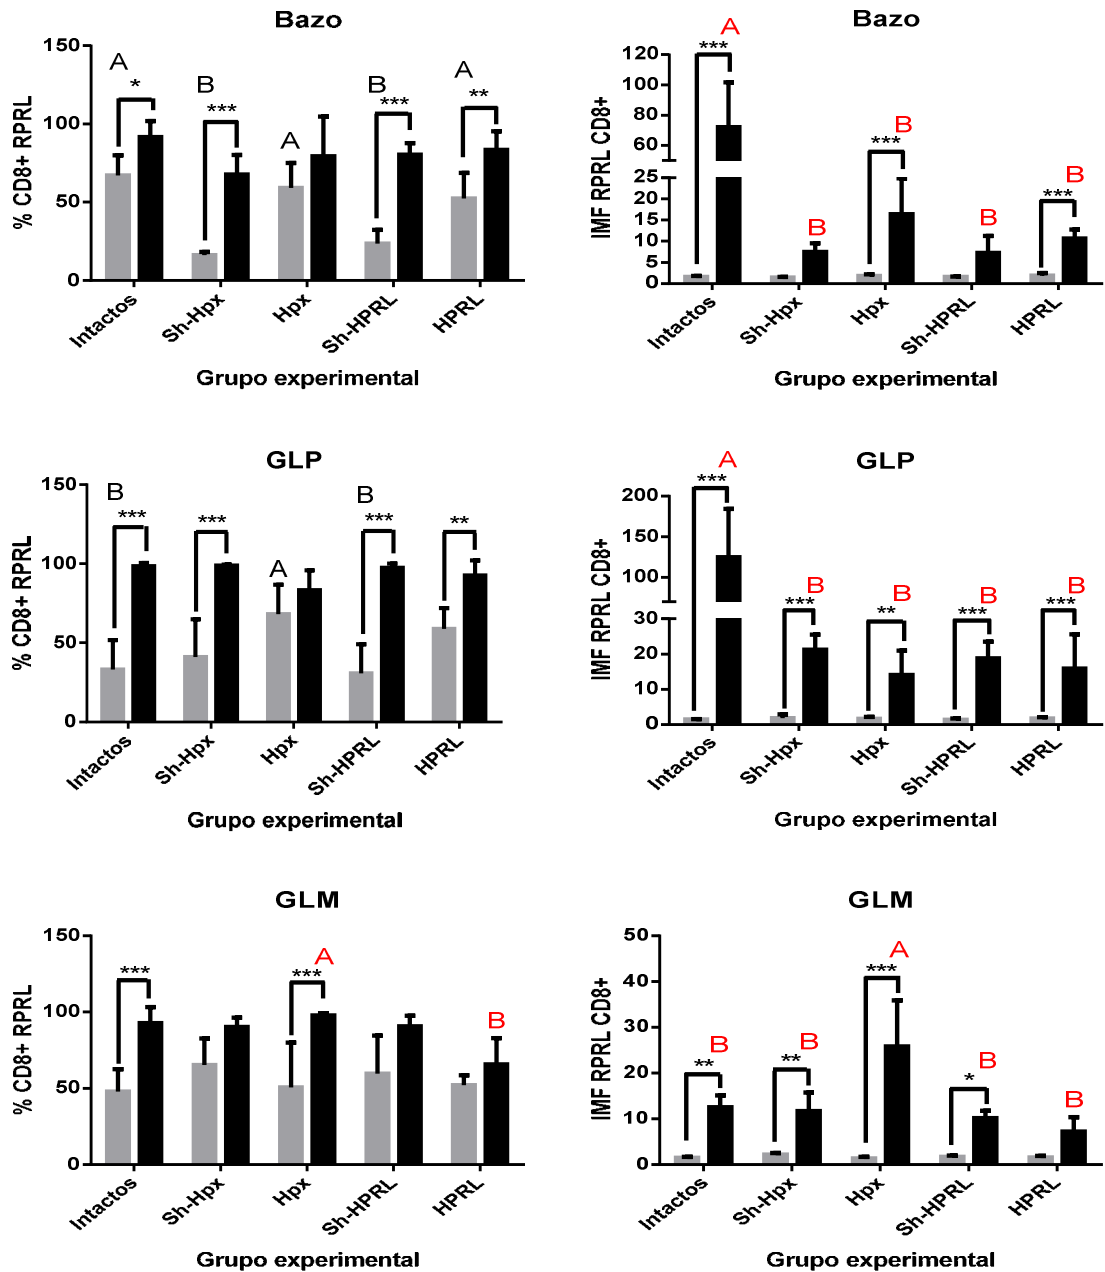 Bazo
% CD8+ RPRL
150
100
50
0
A
*
B
***
A
B
***
A
**
Intactos
Sh-Hpx
Hpx
Sh-HPRL
HPRL
Grupo experimental
Bazo
IMF RPRL CD8+
120
100
80
60
25
20
15
10
5
0
A
***
B
B
***
B
B
***
Intactos
Sh-Hpx
Hpx
Sh-HPRL
HPRL
Grupo experimental
GLP
% CD8+ RPRL
150
100
50
0
B
***
***
A
B
***
**
Intactos
Sh-Hpx
Hpx
Sh-HPRL
HPRL
Grupo experimental
GLP
IMF RPRL CD8+
200
150
100
30
20
10
0
A
***
B
***
B
**
B
***
B
***
Intactos
Sh-Hpx
Hpx
Sh-HPRL
HPRL
Grupo experimental
GLM
% CD8+ RPRL
150
100
50
0
***
A
***
B
Intactos
Sh-Hpx
Hpx
Sh-HPRL
HPRL
Grupo experimental
GLM
IMF RPRL CD8+
50
40
30
20
10
0
B
**
B
**
A
***
B
*
B
Intactos
Sh-Hpx
Hpx
Sh-HPRL
HPRL
Grupo experimental